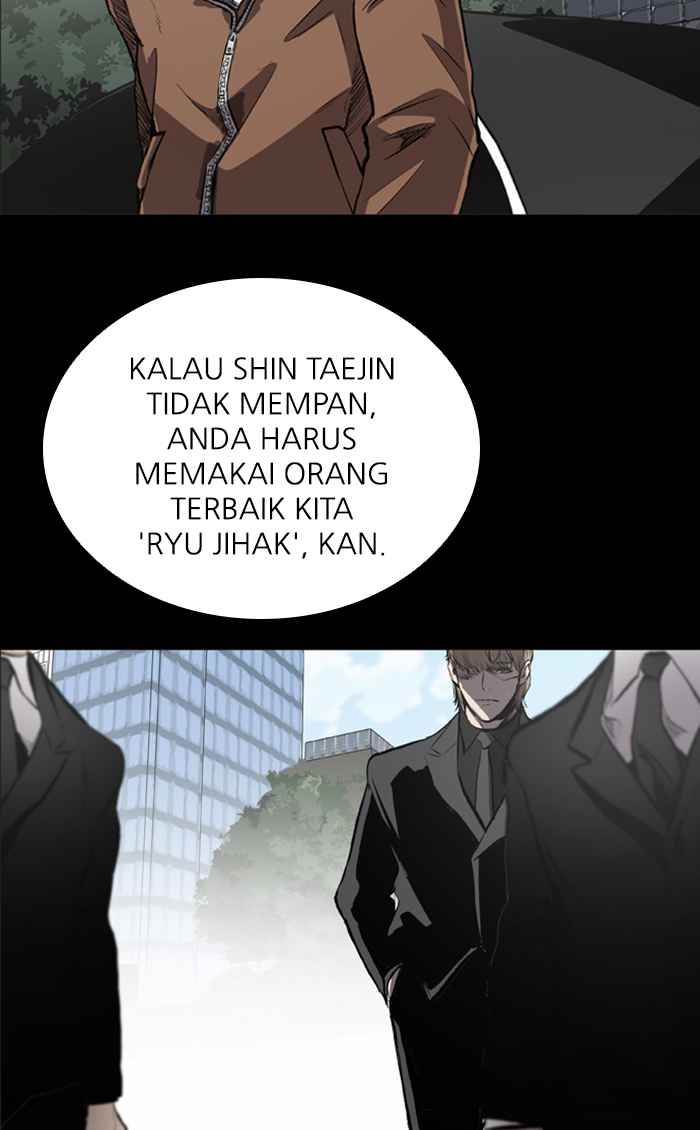 KALAU SHIN TAEJIN
TIDAK MEMPAN,
ANDA HARUS
MEMAKAI ORANG
TERBAIK KITA
'RYU JIHAK', KAN.